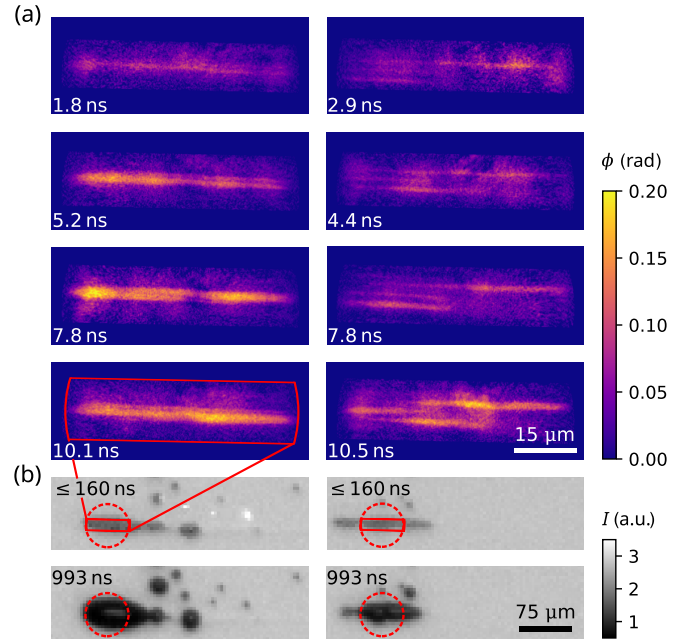 (a)
1.8 ns
2.9 ns
5.2 ns
4.4 ns
7.8 ns
7.8 ns
10.1 ns
10.5 ns
15 µm
ϕ (rad)
0.20
0.15
0.10
0.05
0.00
(b)
≤ 160 ns
≤ 160 ns
993 ns
993 ns
75 µm
I (a.u.)
3
2
1